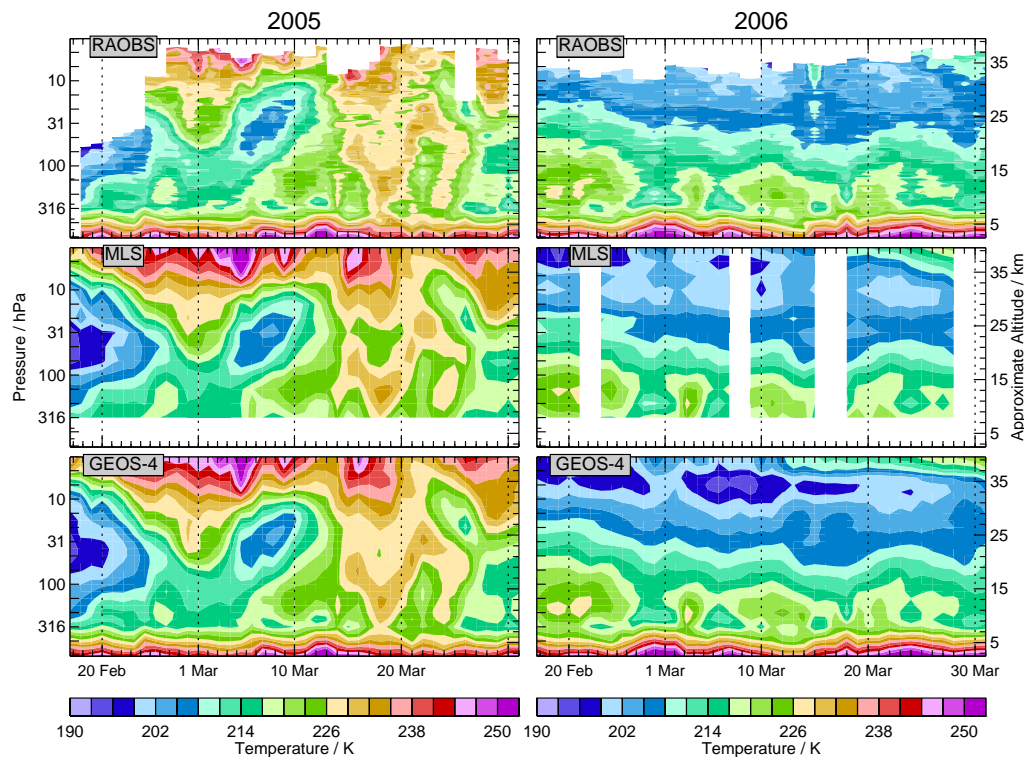 2005 2006
RAOBS RAOBS
10 35
31 25
100 15
316 5
MLS MLS
10 35
31 25
100 15
316 5
Pressure / hPa
Approximate Altitude / km
GEOS-4 GEOS-4
10 35
31 25
100 15
316 5
20 Feb 1 Mar 10 Mar 20 Mar 20 Feb 1 Mar 10 Mar 20 Mar 30 Mar
190 202 214 226 238 250 190 202 214 226 238 250
Temperature / K Temperature / K